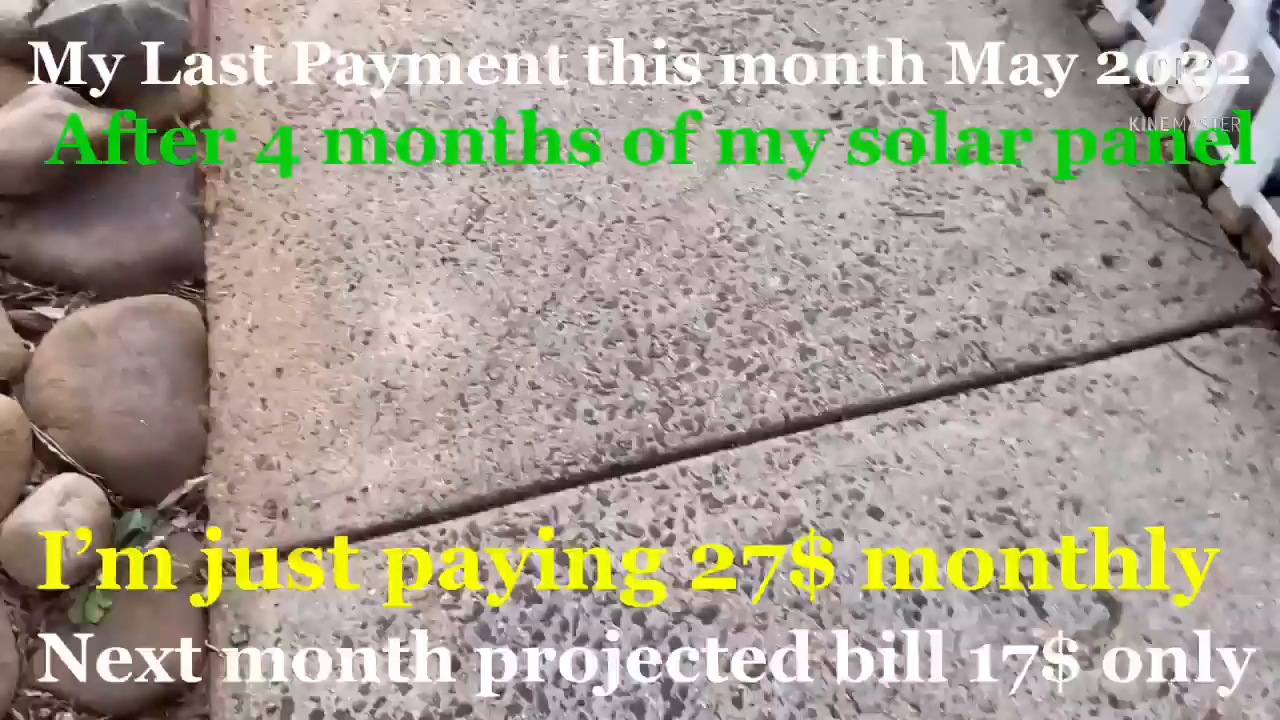 My Last Payment this month May 2022
KINEMASTER
After 4 months of my solar panel
I'm just paying 27$ monthly
Next month projected bill 17$ only